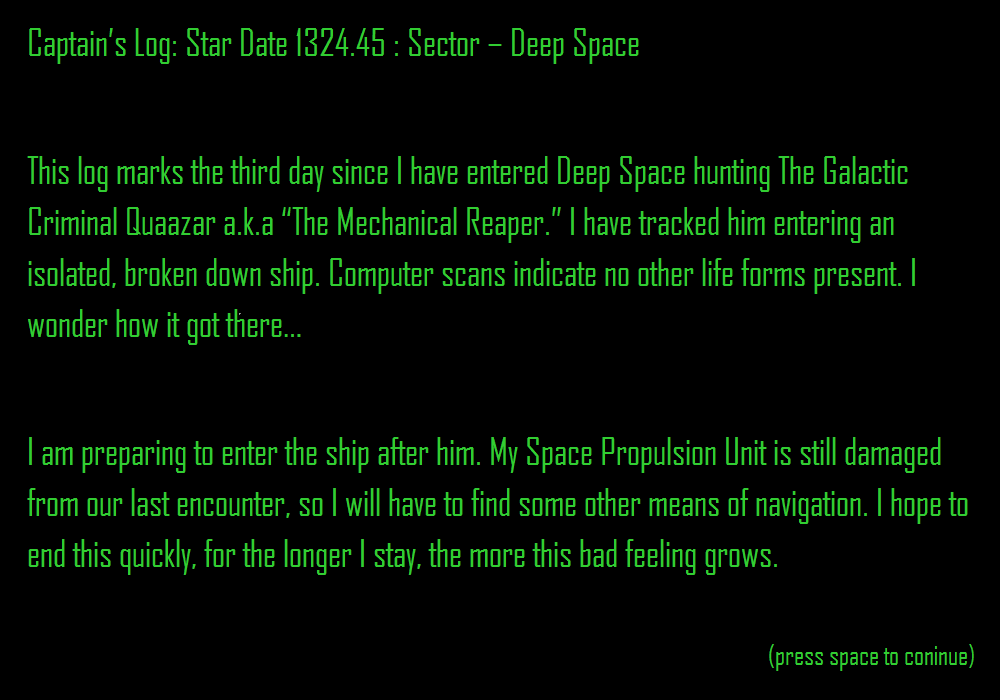 Captain’s Log: Star Date 1324.45 : Sector – Deep Space
This log marks the third day since I have entered Deep Space hunting The Galactic
Criminal Quaazar a.k.a “The Mechanical Reaper.” I have tracked him entering an
isolated, broken down ship. Computer scans indicate no other life forms present. I
wonder how it got there...
I am preparing to enter the ship after him. My Space Propulsion Unit is still damaged
from our last encounter, so I will have to find some other means of navigation. I hope to
end this quickly, for the longer I stay, the more this bad feeling grows.
(press space to coninue)